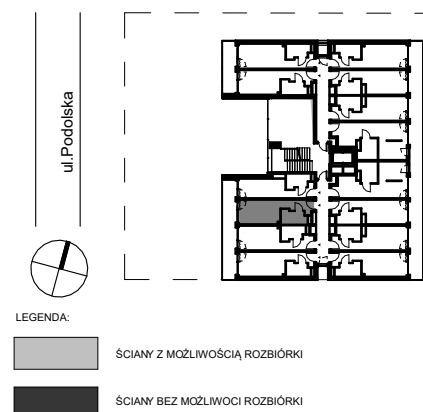 ul.Podolska
LEGENDA:
ŚCIANY Z MOŻLIWOŚCIĄ ROZBIÓRKI
ŚCIANY BEZ MOŻLIWOCI ROZBIÓRKI